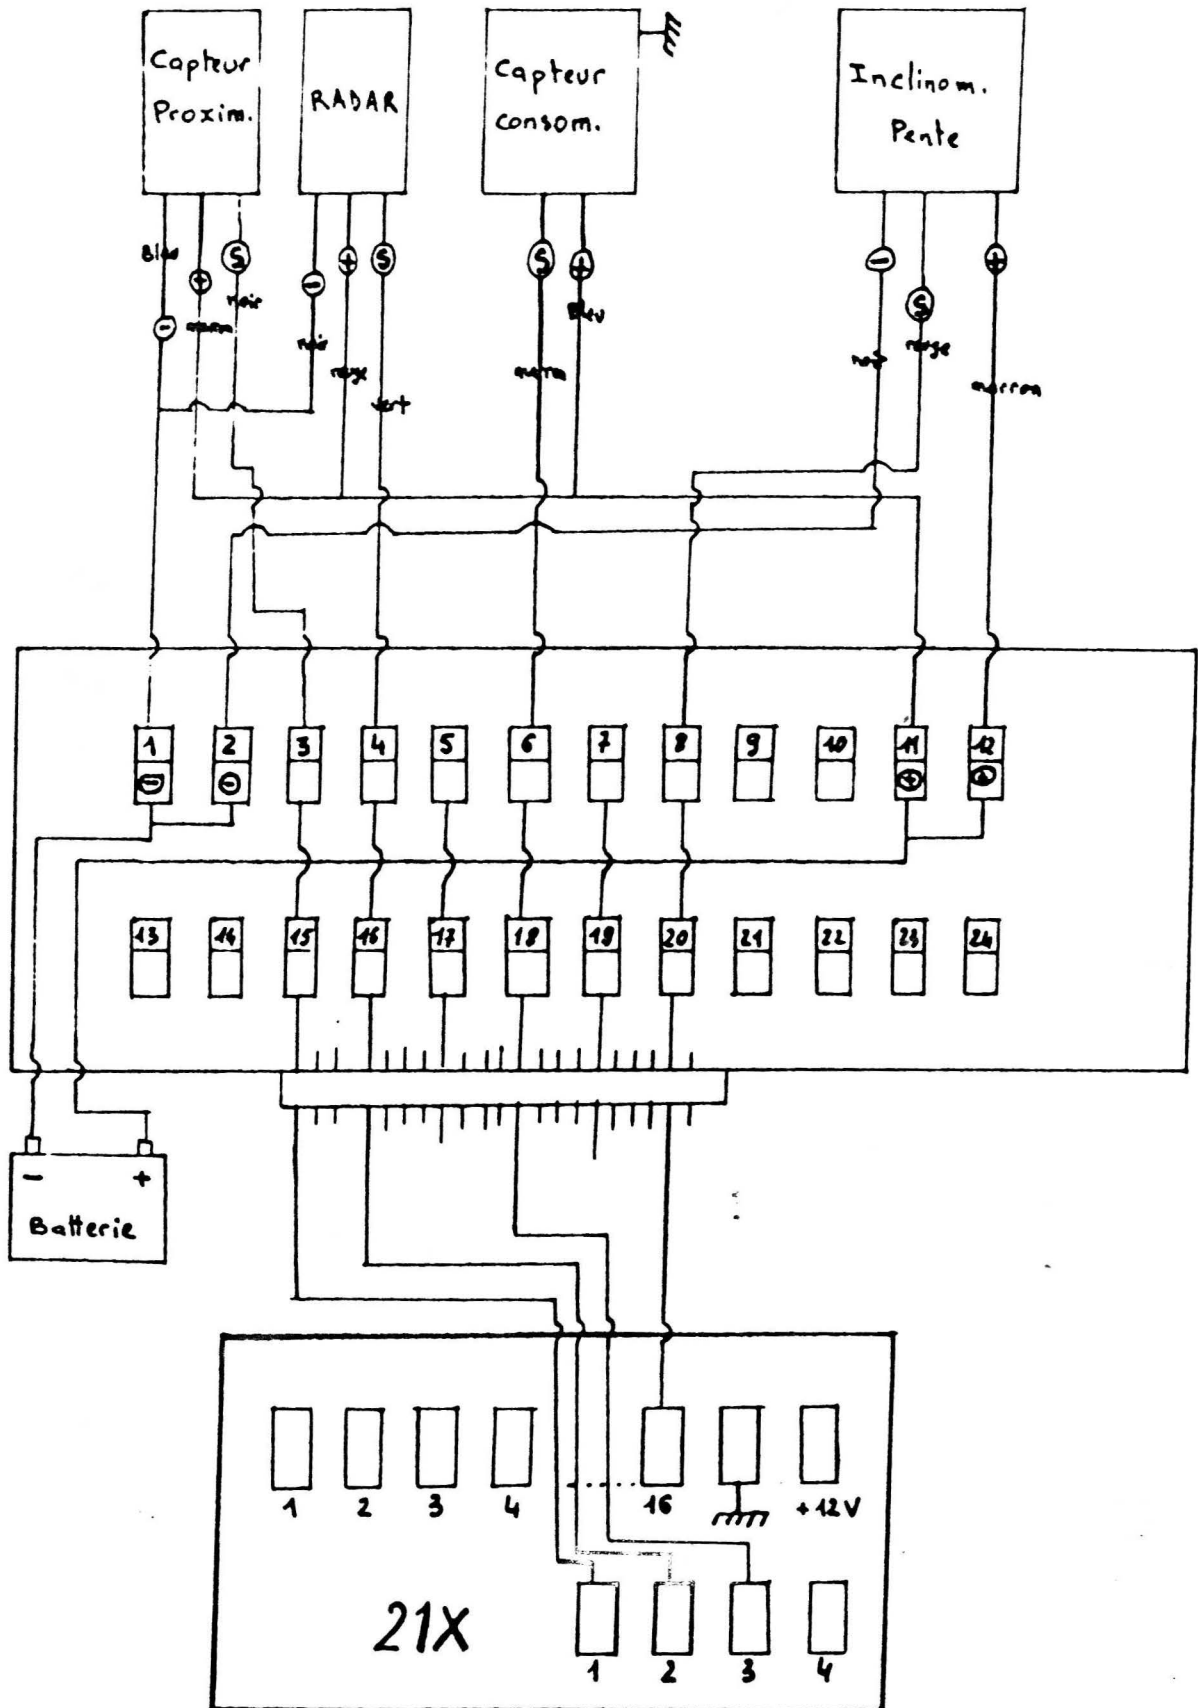 Capteur
Proxim.
RADAR
Capteur
consom.
Inclinom.
Pente
- + S
- + S
S +
- S +
Bleu
marron
noir
noir
rouge
vert
marron
Bleu
noir
rouge
marron
1 2 3 4 5 6 7 8 9 10 11 12
- - + +
13 14 15 16 17 18 19 20 21 22 23 24
- +
Batterie
1 2 3 4 16 +12V
21X
1 2 3 4